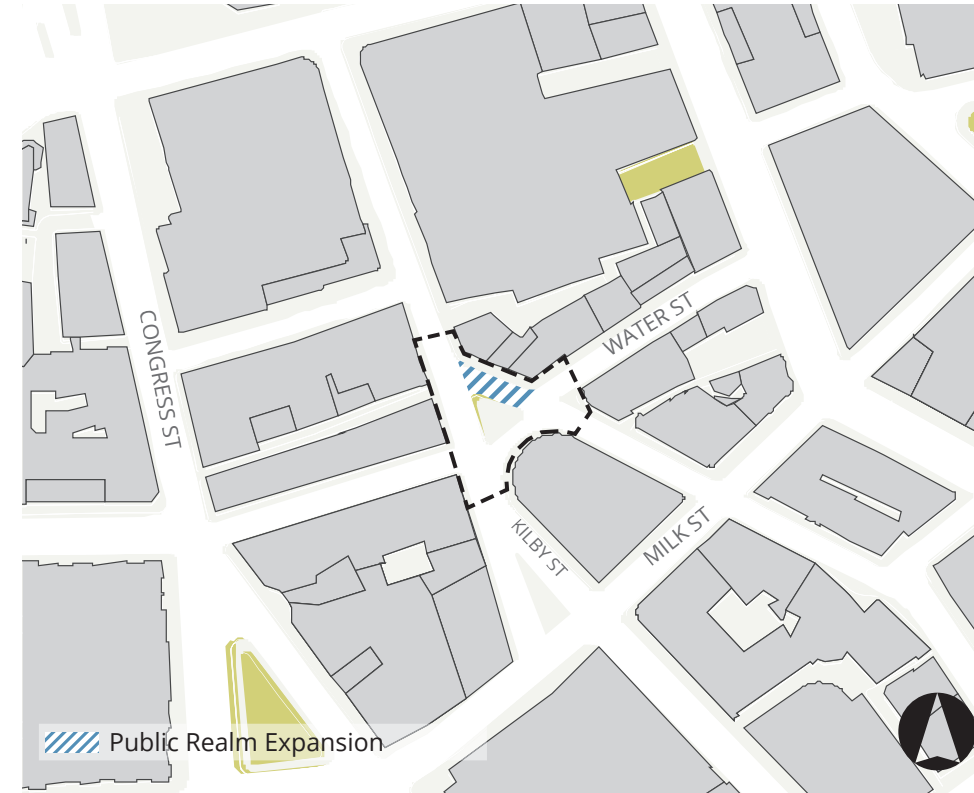 WATER ST
CONGRESS ST
KILBY ST
MILK ST
Public Realm Expansion